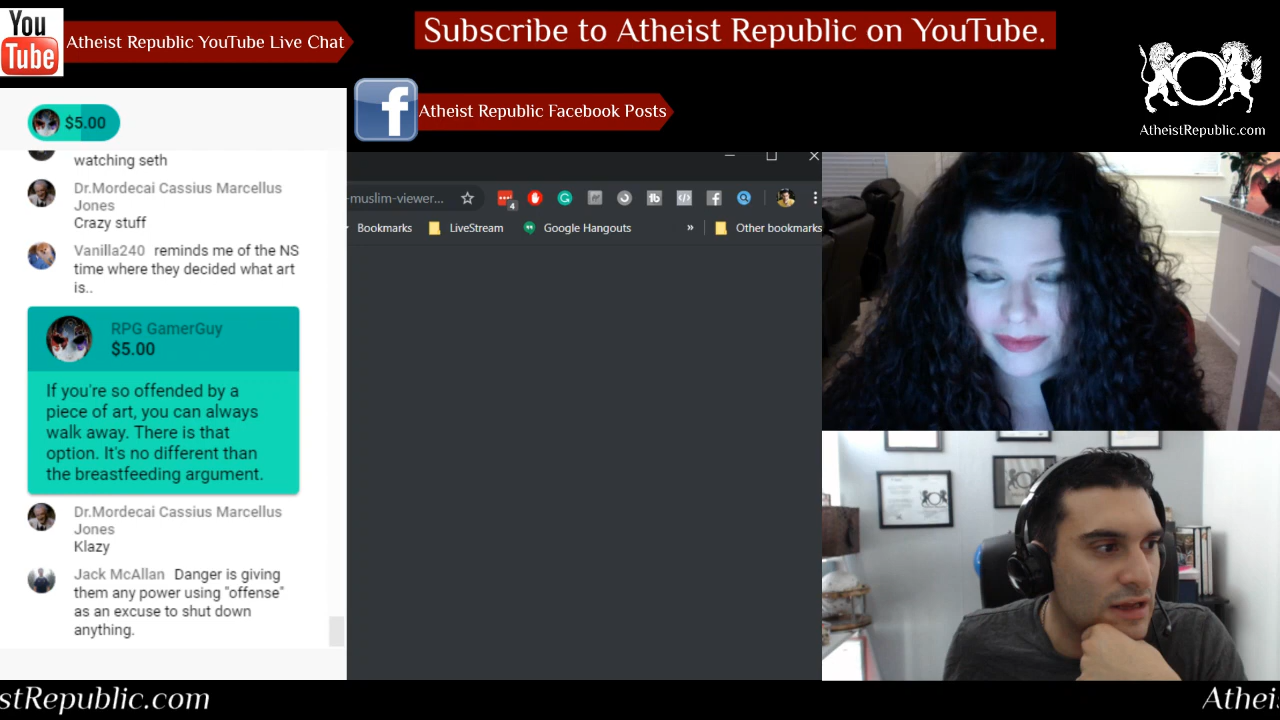 You
Tube
Atheist Republic YouTube Live Chat
Subscribe to Atheist Republic on YouTube.
Atheist Republic Facebook Posts
AtheistRepublic.com
$5.00
watching seth
Dr.Mordecai Cassius Marcellus
Jones
Crazy stuff
Vanilla240 reminds me of the NS
time where they decided what art
is..
RPG GamerGuy
$5.00
If you're so offended by a
piece of art, you can always
walk away. There is that
option. It's no different than
the breastfeeding argument.
Dr.Mordecai Cassius Marcellus
Jones
Klazy
Jack McAllan Danger is giving
them any power using "offense"
as an excuse to shut down
anything.
-muslim-viewer...
4
Bookmarks
LiveStream
Google Hangouts
»
Other bookmarks
stRepublic.com
Athei